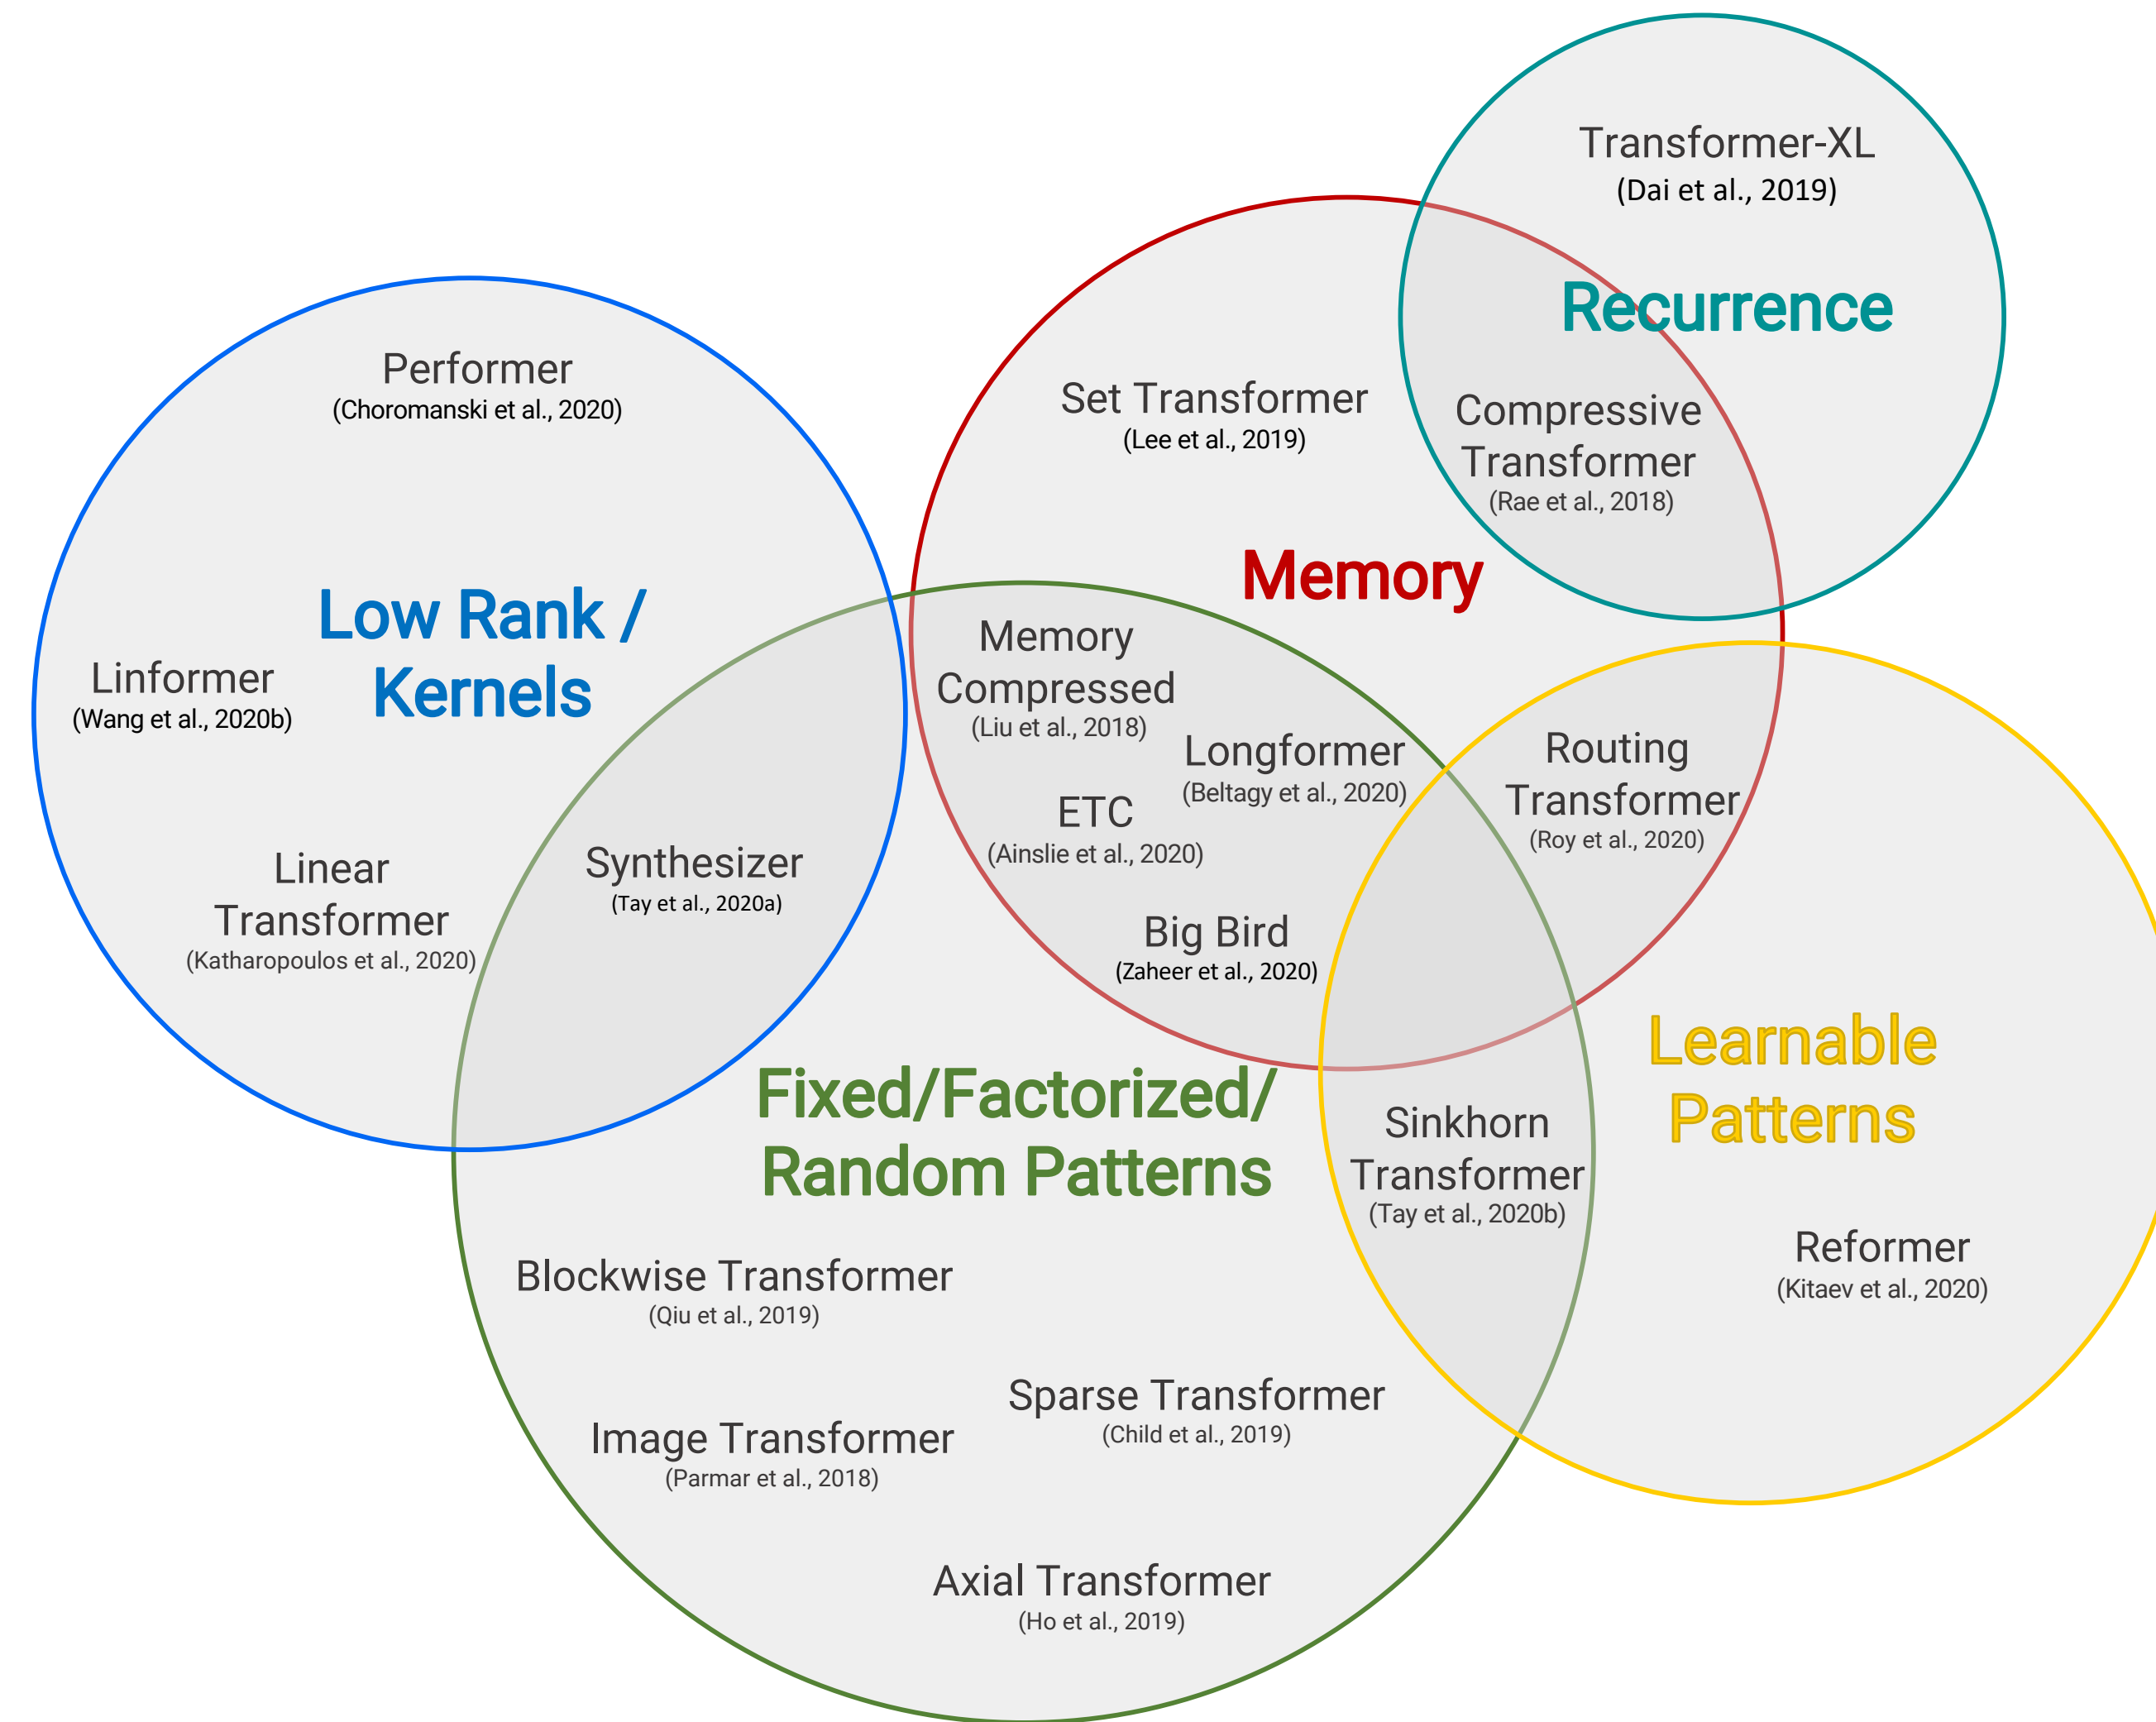 Transformer-XL
(Dai et al., 2019)
Recurrence
Compressive
Transformer
(Rae et al., 2018)
Set Transformer
(Lee et al., 2019)
Memory
Performer
(Choromanski et al., 2020)
Low Rank /
Kernels
Linformer
(Wang et al., 2020b)
Linear
Transformer
(Katharopoulos et al., 2020)
Synthesizer
(Tay et al., 2020a)
Memory
Compressed
(Liu et al., 2018)
Longformer
(Beltagy et al., 2020)
ETC
(Ainslie et al., 2020)
Big Bird
(Zaheer et al., 2020)
Routing
Transformer
(Roy et al., 2020)
Learnable
Patterns
Sinkhorn
Transformer
(Tay et al., 2020b)
Reformer
(Kitaev et al., 2020)
Fixed/Factorized/
Random Patterns
Blockwise Transformer
(Qiu et al., 2019)
Sparse Transformer
(Child et al., 2019)
Image Transformer
(Parmar et al., 2018)
Axial Transformer
(Ho et al., 2019)